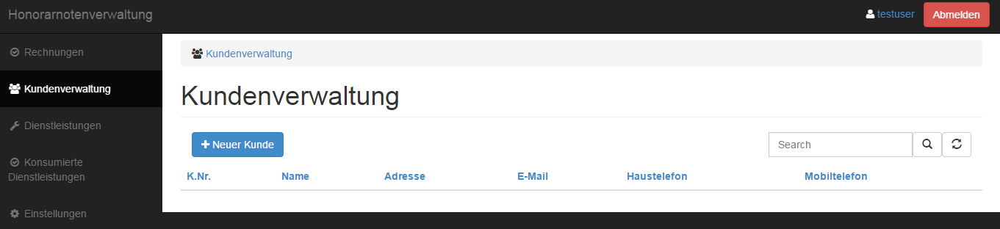 Honorarnotenverwaltung
testuser
Abmelden
Rechnungen
Kundenverwaltung
Dienstleistungen
Konsumierte
Dienstleistungen
Einstellungen
Kundenverwaltung
Kundenverwaltung
Neuer Kunde
Search
K.Nr. Name Adresse E-Mail Haustelefon Mobiltelefon